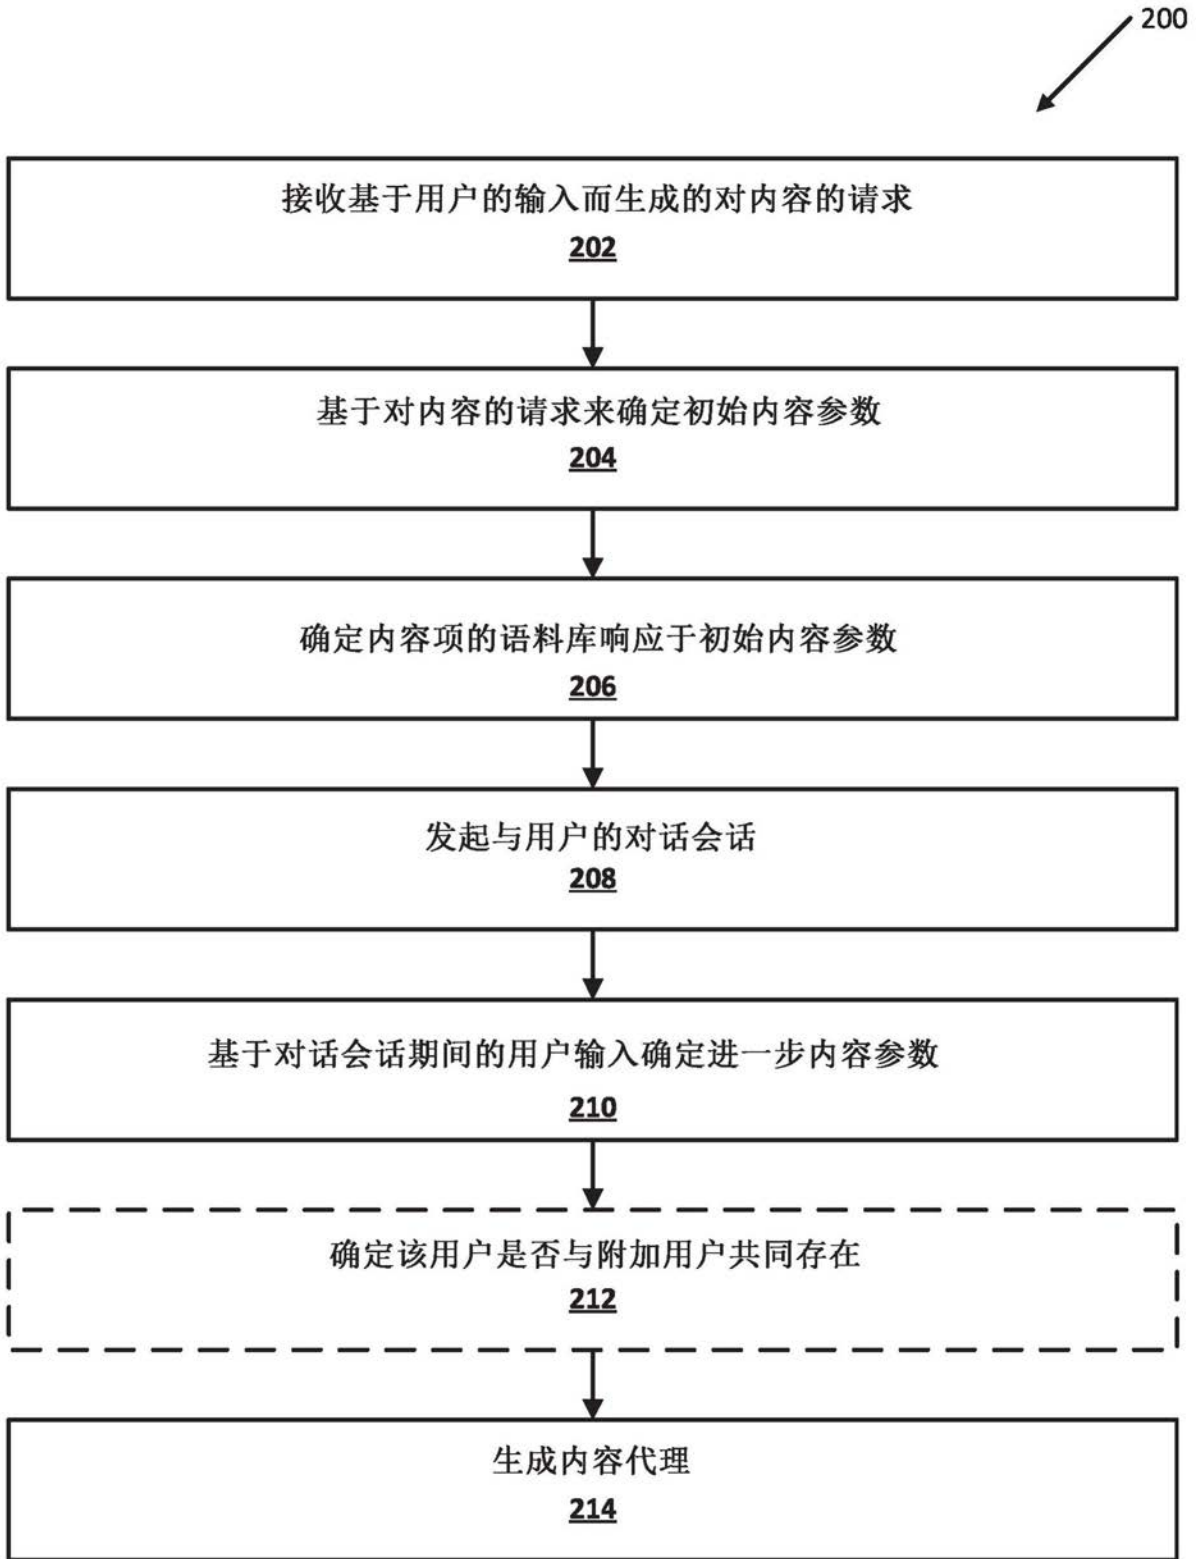 200
接收基于用户的输入而生成的对内容的请求
202
基于对内容的请求来确定初始内容参数
204
确定内容项的语料库响应于初始内容参数
206
发起与用户的对话会话
208
基于对话会话期间的用户输入确定进一步内容参数
210
确定该用户是否与附加用户共同存在
212
生成内容代理
214